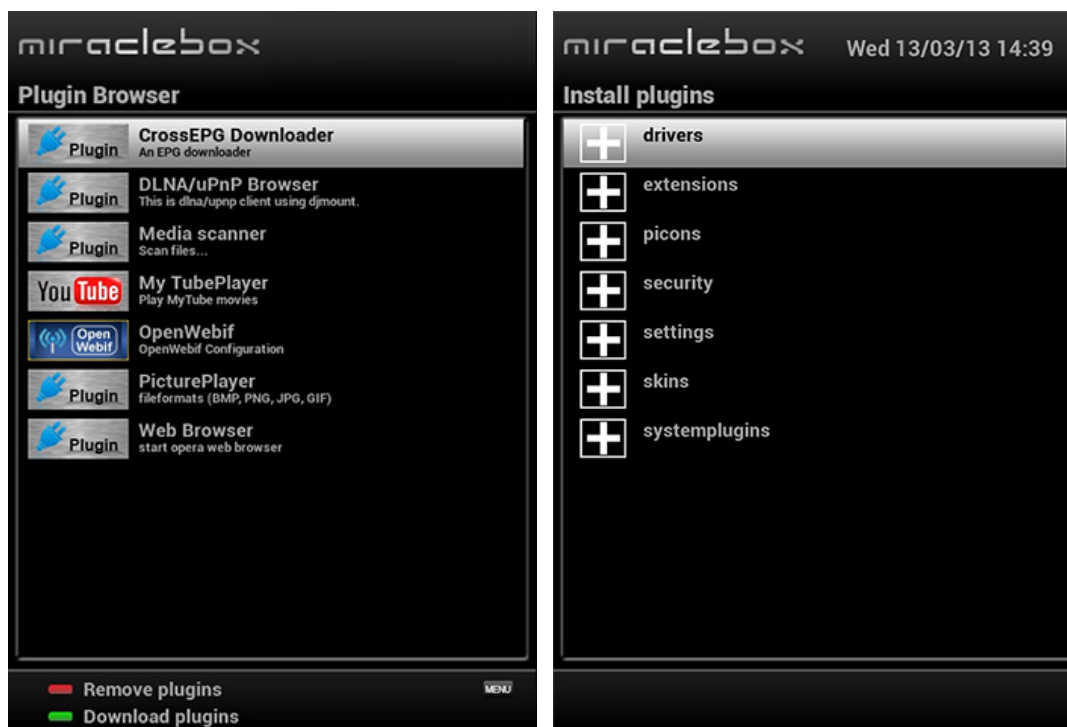 miraclebox
Plugin Browser
Plugin
CrossEPG Downloader
An EPG downloader
Plugin
DLNA/uPnP Browser
This is dlna/upnp client using djmount.
Plugin
Media scanner
Scan files...
You Tube
My TubePlayer
Play MyTube movies
Open Webif
OpenWebif
OpenWebif Configuration
Plugin
PicturePlayer
fileformats (BMP, PNG, JPG, GIF)
Plugin
Web Browser
start opera web browser
Remove plugins
MENU
Download plugins
miraclebox
Wed 13/03/13 14:39
Install plugins
drivers
extensions
picons
security
settings
skins
systemplugins